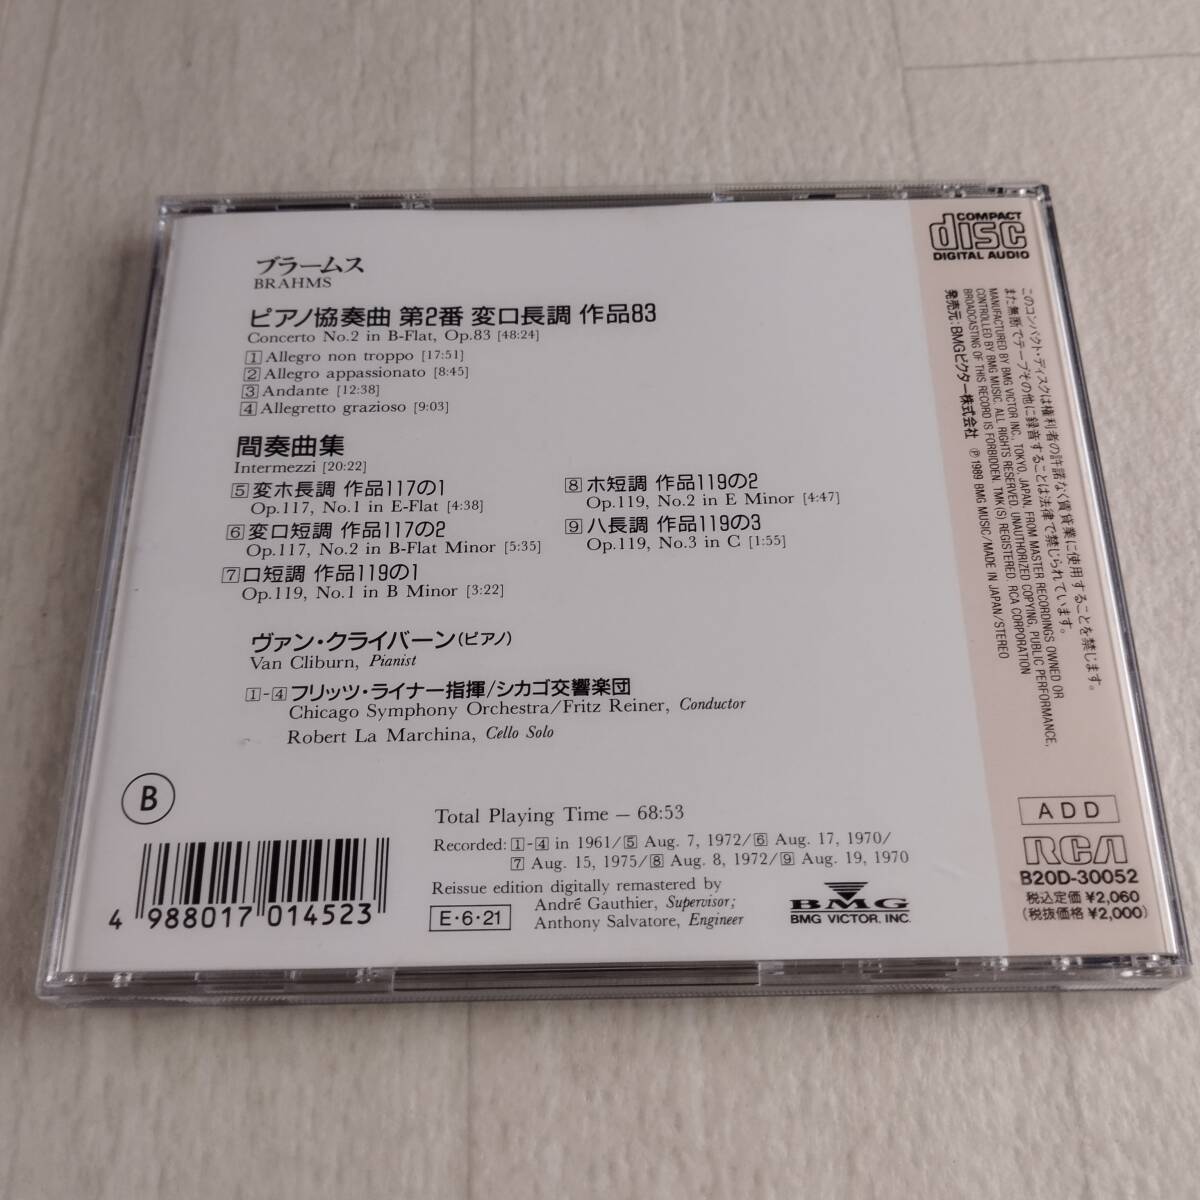 ブラームス
BRAHMS
ピアノ協奏曲 第2番 変ロ長調 作品83
Concerto No.2 in B-Flat, Op.83 [48:24]
1 Allegro non troppo [17:51]
2 Allegro appassionato [8:45]
3 Andante [12:38]
4 Allegretto grazioso [9:03]
間奏曲集
Intermezzi [20:22]
5 変ホ長調 作品117の1
Op.117, No.1 in E-Flat [4:38]
6 変ロ短調 作品117の2
Op.117, No.2 in B-Flat Minor [5:35]
7 ロ短調 作品119の1
Op.119, No.1 in B Minor [3:22]
8 ホ短調 作品119の2
Op.119, No.2 in E Minor [4:47]
9 ハ長調 作品119の3
Op.119, No.3 in C [1:55]
ヴァン・クライバーン(ピアノ)
Van Cliburn, Pianist
1-4 フリッツ・ライナー指揮/シカゴ交響楽団
Chicago Symphony Orchestra/Fritz Reiner, Conductor
Robert La Marchina, Cello Solo
B
Total Playing Time – 68:53
Recorded: 1-4 in 1961/5 Aug. 7, 1972/6 Aug. 17, 1970/
7 Aug. 15, 1975/8 Aug. 8, 1972/9 Aug. 19, 1970
Reissue edition digitally remastered by
André Gauthier, Supervisor;
Anthony Salvatore, Engineer
E・6・21
4 988017 014523
BMG
BMG VICTOR, INC.
COMPACT
disc
DIGITAL AUDIO
このコンパクト・ディスクは権利者の許諾なく賃貸業に使用することを禁じます。
また無断でテープその他に録音することは法律で禁じられています。
MANUFACTURED BY BMG VICTOR INC., TOKYO, JAPAN, FROM MASTER RECORDINGS OWNED OR
CONTROLLED BY BMG MUSIC. ALL RIGHTS RESERVED. UNAUTHORIZED COPYING, PUBLIC PERFORMANCE,
BROADCASTING OF THIS RECORD IS FORBIDDEN. TMK(S) REGISTERED. RCA CORPORATION
発売元:BMGビクター株式会社 Ⓟ 1989 BMG MUSIC/MADE IN JAPAN/STEREO
ADD
RCA
B20D-30052
税込定価 ¥2,060
(税抜価格 ¥2,000)